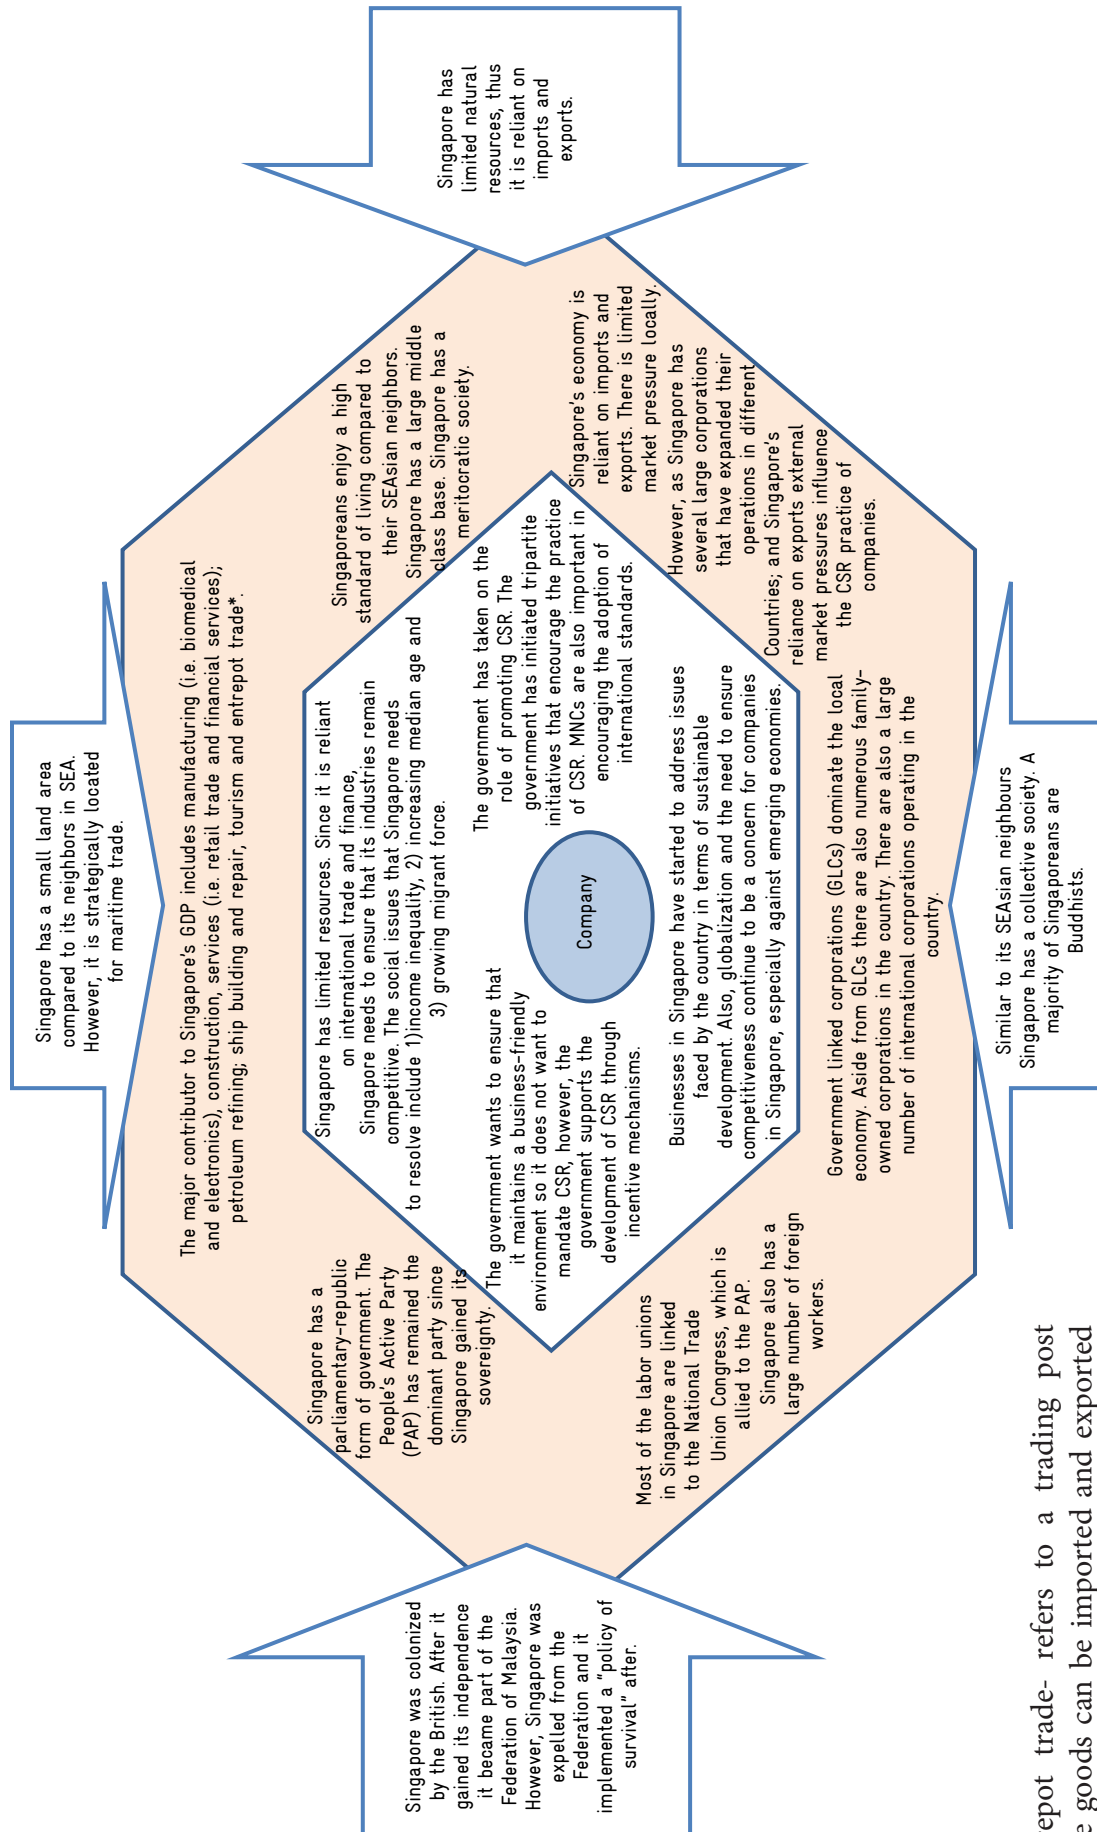 Singapore has a small land area
compared to its neighbors in SEA.
However, it is strategically located
for maritime trade.
The major contributor to Singapore's GDP includes manufacturing (i.e. biomedical
and electronics), construction, services (i.e. retail trade and financial services);
petroleum refining; ship building and repair, tourism and entrepot trade*.
Singapore has a
parliamentary-republic
form of government. The
People's Active Party
(PAP) has remained the
dominant party since
Singapore gained its
sovereignty.
Singapore has limited resources. Since it is reliant
on international trade and finance,
Singapore needs to ensure that its industries remain
competitive. The social issues that Singapore needs
to resolve include 1)income inequality, 2) increasing median age and
3) growing migrant force.
Singaporeans enjoy a high
standard of living compared to
their SEAsian neighbors.
Singapore has a large middle
class base. Singapore has a
meritocratic society.
Singapore was colonized
by the British. After it
gained its independence
it became part of the
Federation of Malaysia.
However, Singapore was
expelled from the
Federation and it
implemented a "policy of
survival" after.
The government wants to ensure that
it maintains a business-friendly
environment so it does not want to
mandate CSR, however, the
government supports the
development of CSR through
incentive mechanisms.
Company
The government has taken on the
role of promoting CSR. The
government has initiated tripartite
initiatives that encourage the practice
of CSR. MNCs are also important in
encouraging the adoption of
international standards.
Singapore has
limited natural
resources, thus
it is reliant on
imports and
exports.
Most of the labor unions
in Singapore are linked
to the National Trade
Union Congress, which is
allied to the PAP.
Singapore also has a
large number of foreign
workers.
Businesses in Singapore have started to address issues
faced by the country in terms of sustainable
development. Also, globalization and the need to ensure
competitiveness continue to be a concern for companies
in Singapore, especially against emerging economies.
Singapore's economy is
reliant on imports and
exports. There is limited
market pressure locally.
However, as Singapore has
several large corporations
that have expanded their
operations in different
Countries; and Singapore's
reliance on exports external
market pressures influence
the CSR practice of
companies.
Government linked corporations (GLCs) dominate the local
economy. Aside from GLCs there are also numerous family-
owned corporations in the country. There are also a large
number of international corporations operating in the
country.
Similar to its SEAsian neighbours
Singapore has a collective society. A
majority of Singaporeans are
Buddhists.
trade- refers to a trading post
goods can be imported and exported